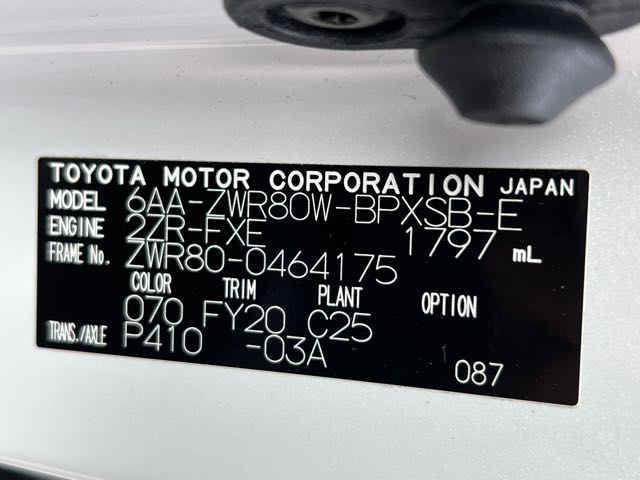 TOYOTA MOTOR CORPORATION JAPAN
MODEL 6AA-ZWR80W-BPXSB-E
ENGINE 2ZR-FXE 1797 mL
FRAME No. ZWR80-0464175
COLOR TRIM PLANT OPTION
070 FY20 C25
TRANS./AXLE P410 -03A
087